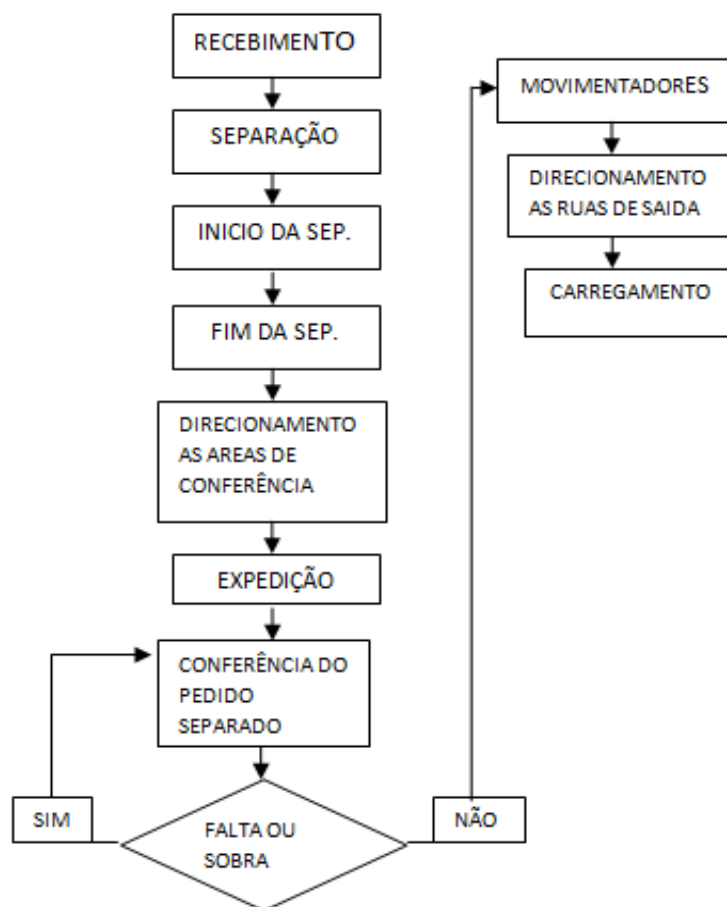 RECEBIMENTO
SEPARAÇÃO
INICIO DA SEP.
FIM DA SEP.
DIRECIONAMENTO
AS AREAS DE
CONFERÊNCIA
EXPEDIÇÃO
CONFERÊNCIA DO
PEDIDO
SEPARADO
SIM
FALTA OU
SOBRA
NÃO
MOVIMENTADORES
DIRECIONAMENTO
AS RUAS DE SAIDA
CARREGAMENTO